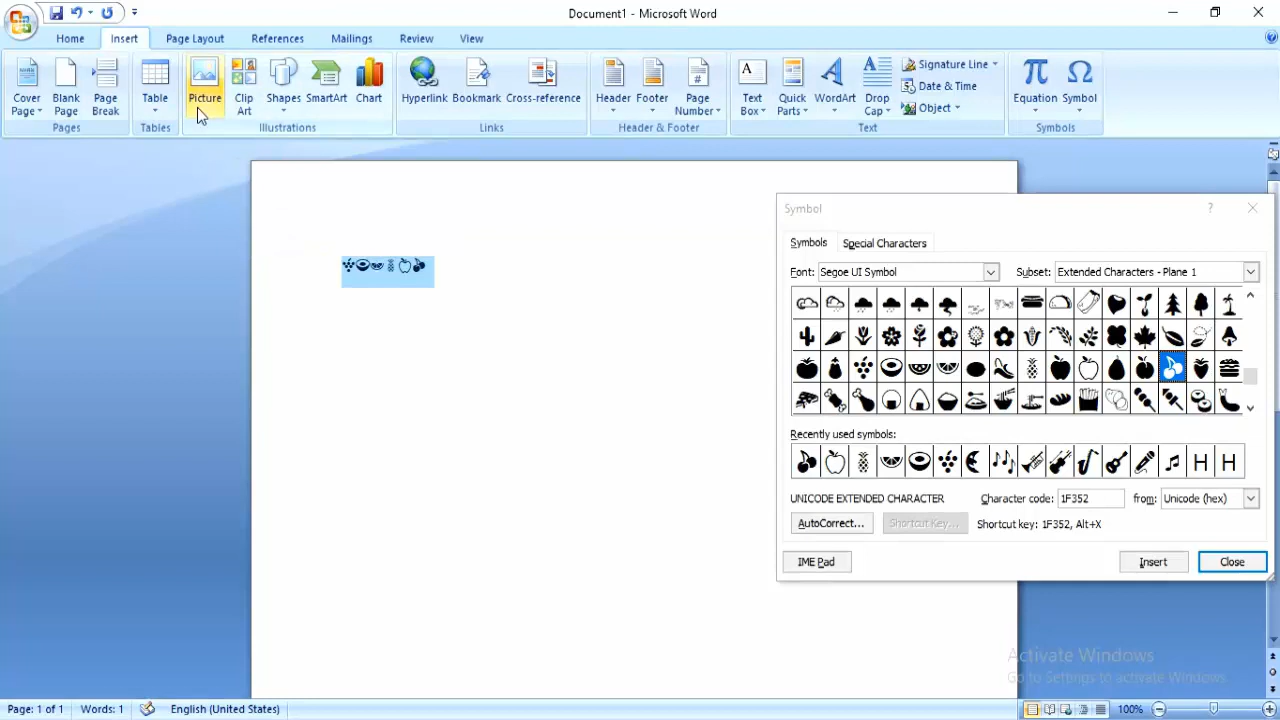 Document1 - Microsoft Word
Home Insert Page Layout References Mailings Review View
Cover Page Blank Page Page Break
Pages
Table
Tables
Picture Clip Art Shapes SmartArt Chart
Illustrations
Hyperlink Bookmark Cross-reference
Links
Header Footer Page Number
Header & Footer
Text Box Quick Parts WordArt Drop Cap
Signature Line
Date & Time
Object
Text
Equation Symbol
Symbols
Symbol
Symbols Special Characters
Font: Segoe UI Symbol Subset: Extended Characters - Plane 1
Recently used symbols:
H H
UNICODE EXTENDED CHARACTER Character code: 1F352 from: Unicode (hex)
AutoCorrect... Shortcut Key... Shortcut key: 1F352, Alt+X
IME Pad Insert Close
Activate Windows
Go to Settings to activate Windows.
Page: 1 of 1 Words: 1 English (United States) 100%